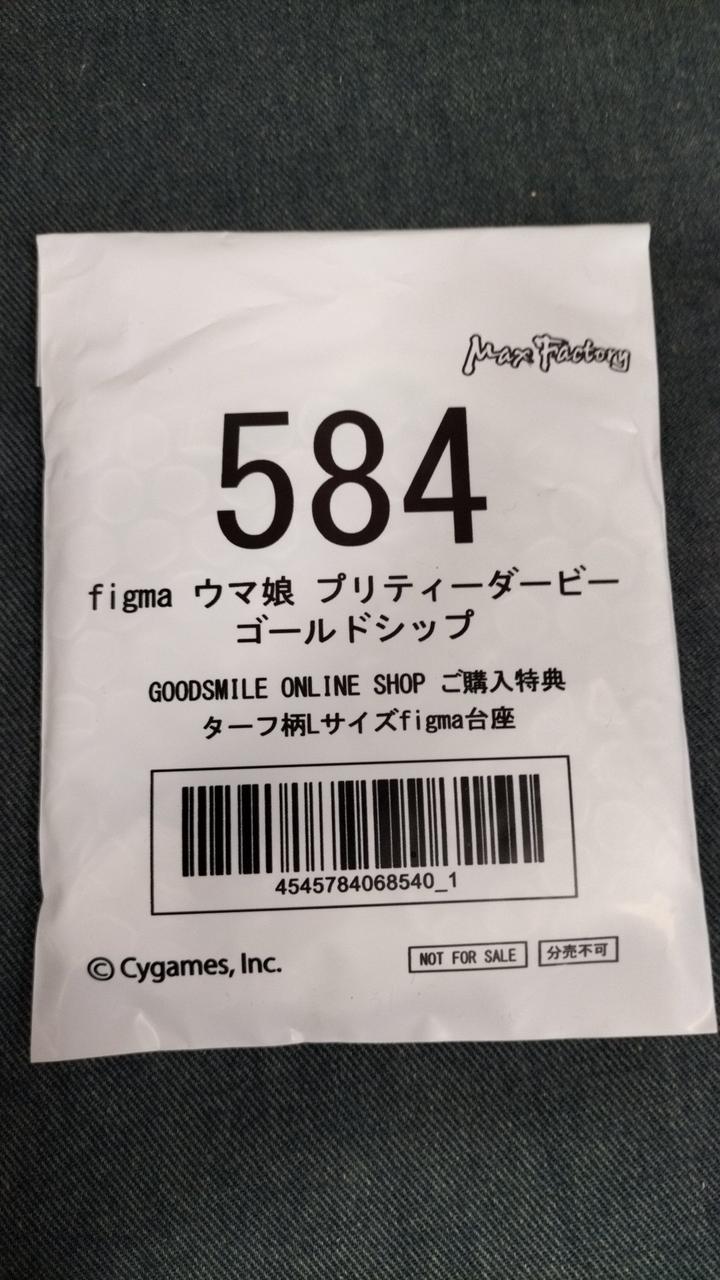 Max Factory
584
figma ウマ娘 プリティーダービー
ゴールドシップ
GOODSMILE ONLINE SHOP ご購入特典
ターフ柄Lサイズfigma台座
4545784068540_1
© Cygames, Inc.
NOT FOR SALE 分売不可